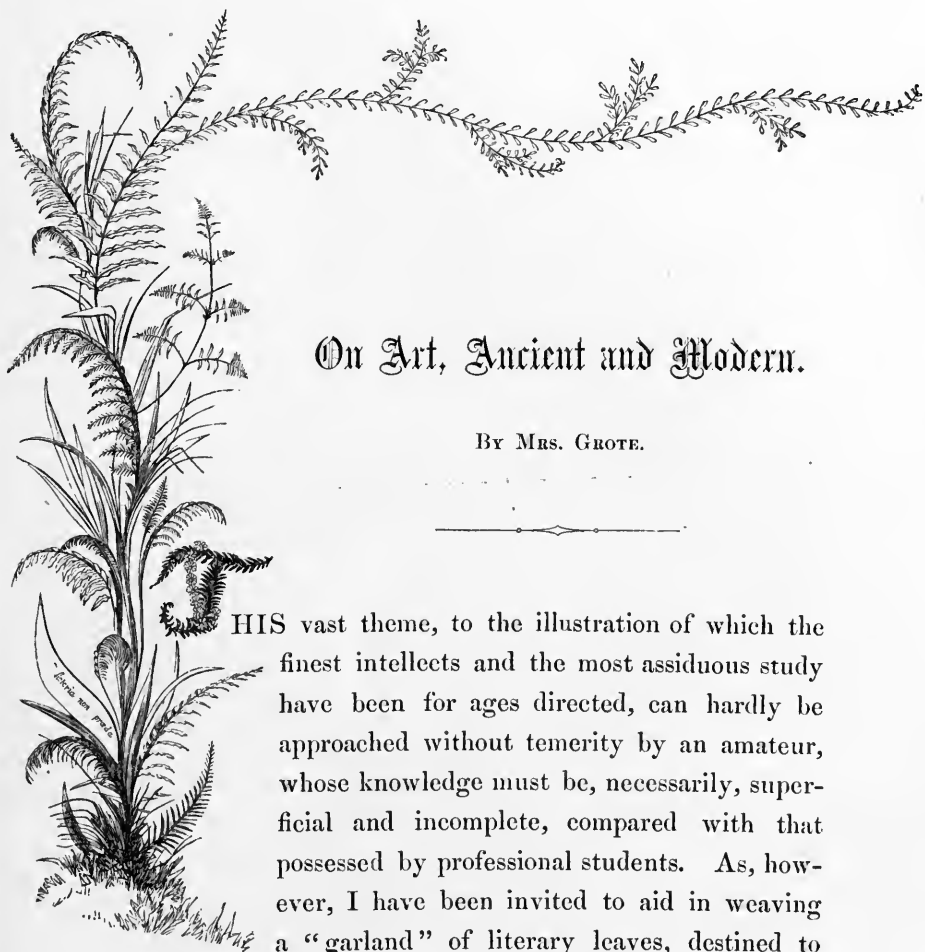 On Art, Ancient and Modern.
By Mrs. Grote.
THIS vast theme, to the illustration of which the
finest intellects and the most assiduous study
have been for ages directed, can hardly be
approached without temerity by an amateur,
whose knowledge must be, necessarily, super-
ficial and incomplete, compared with that
possessed by professional students. As, how-
ever, I have been invited to aid in weaving
a "garland" of literary leaves, destined to
non